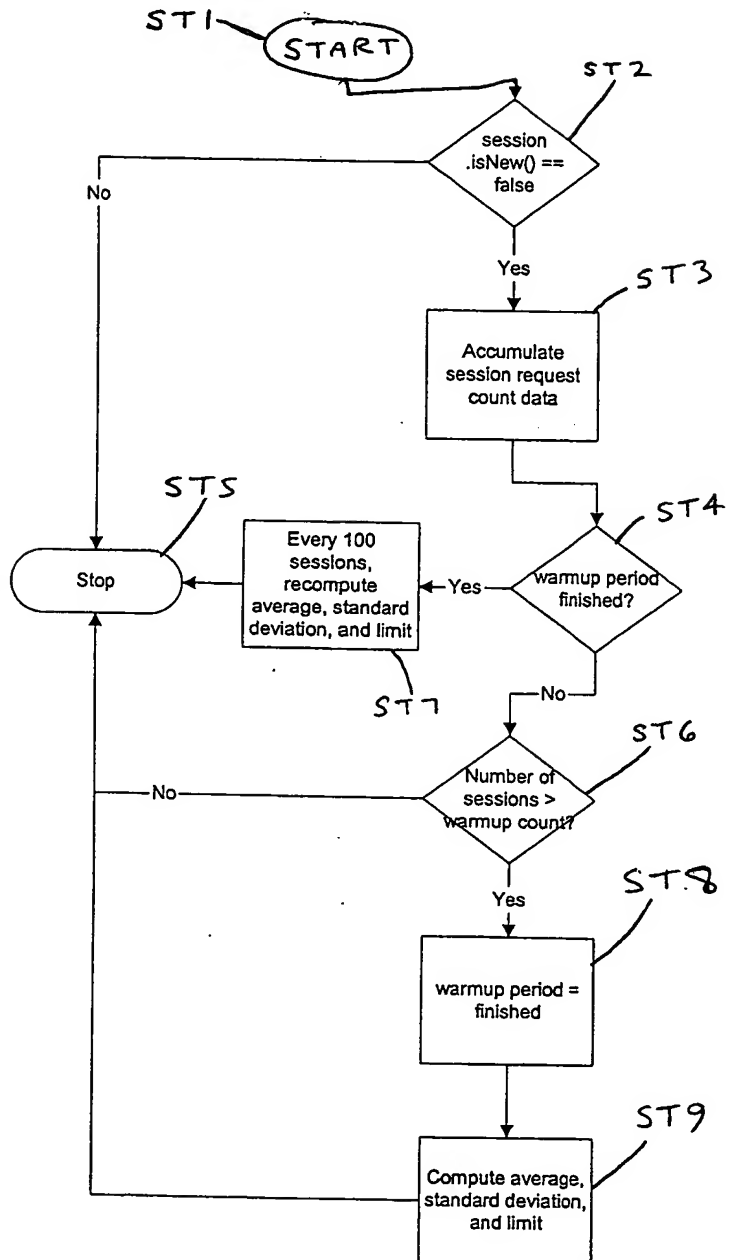 ST1
START
ST2
session
.isNew() ==
false
No
Yes
ST3
Accumulate
session request
count data
ST5
ST4
Stop
Every 100
sessions,
recompute
average, standard
deviation, and limit
Yes
warmup period
finished?
ST7
No
ST6
Number of
sessions >
warmup count?
No
Yes
ST.8
warmup period =
finished
ST9
Compute average,
standard deviation,
and limit